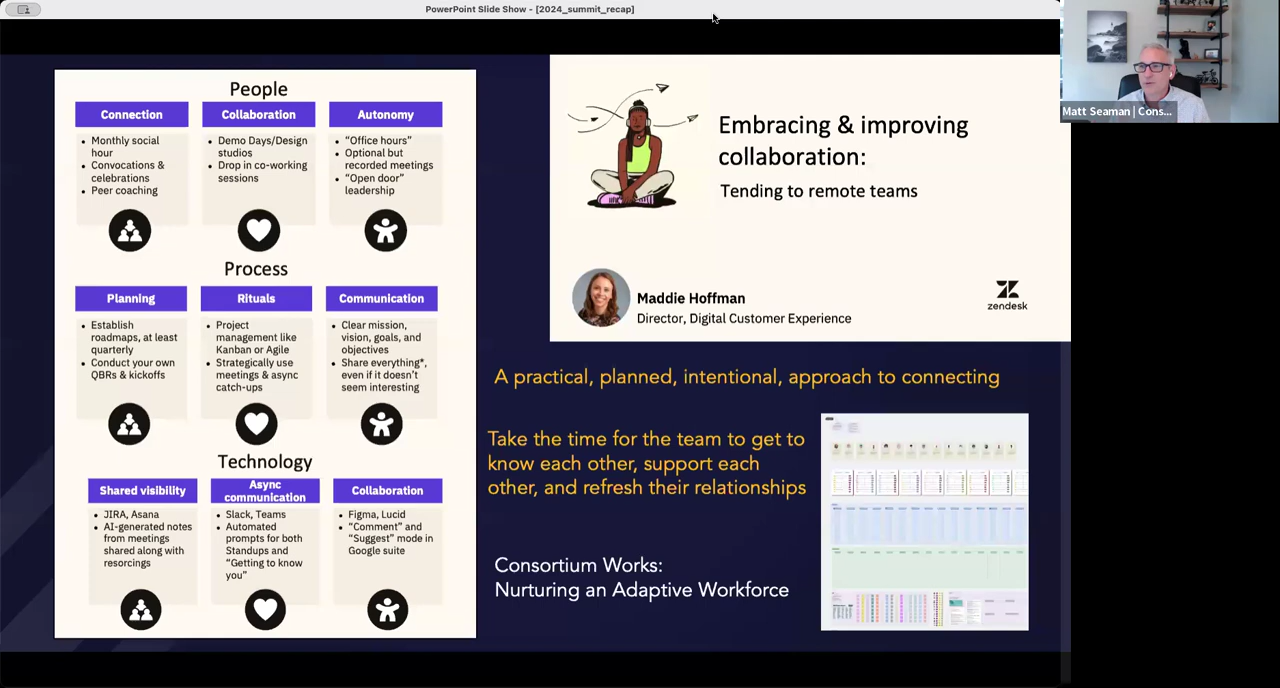 PowerPoint Slide Show - [2024_summit_recap]
Matt Seaman | Cons...
People
Connection
• Monthly social
hour
• Convocations &
celebrations
• Peer coaching
Collaboration
• Demo Days/Design
studios
• Drop in co-working
sessions
Autonomy
• “Office hours”
• Optional but
recorded meetings
• “Open door”
leadership
Process
Planning
• Establish
roadmaps, at least
quarterly
• Conduct your own
QBRs & kickoffs
Rituals
• Project
management like
Kanban or Agile
• Strategically use
meetings & async
catch-ups
Communication
• Clear mission,
vision, goals, and
objectives
• Share everything*,
even if it doesn’t
seem interesting
Technology
Shared visibility
• JIRA, Asana
• AI-generated notes
from meetings
shared along with
resorcings
Async
communication
• Slack, Teams
• Automated
prompts for both
Standups and
“Getting to know
you”
Collaboration
• Figma, Lucid
• “Comment” and
“Suggest” mode in
Google suite
Embracing & improving
collaboration:
Tending to remote teams
Maddie Hoffman
Director, Digital Customer Experience
zendesk
A practical, planned, intentional, approach to connecting
Take the time for the team to get to
know each other, support each
other, and refresh their relationships
Consortium Works:
Nurturing an Adaptive Workforce